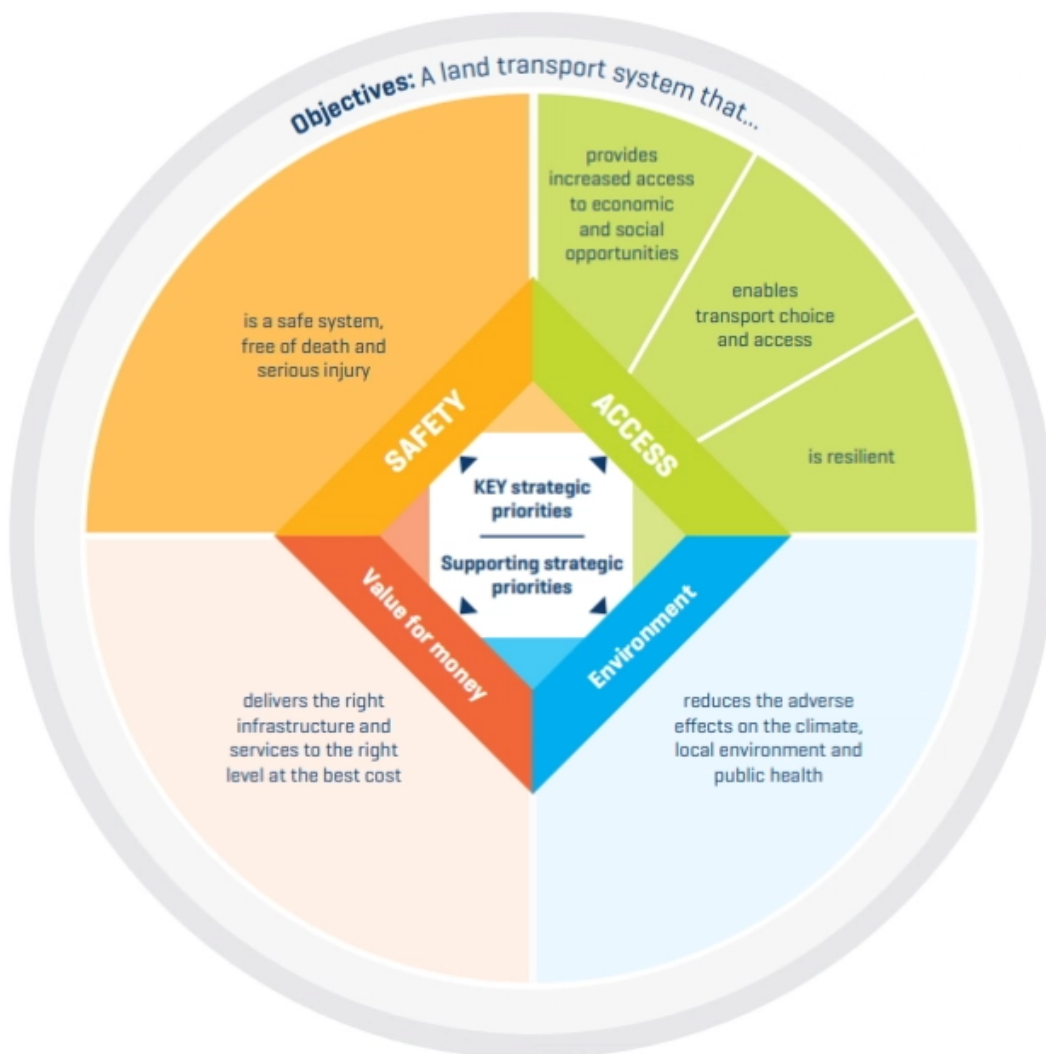 Objectives: A land transport system that...
provides
increased access
to economic
and social
opportunities
enables
transport choice
and access
is resilient
is a safe system,
free of death and
serious injury
SAFETY
ACCESS
KEY strategic
priorities
Supporting strategic
priorities
Value for money
Environment
delivers the right
infrastructure and
services to the right
level at the best cost
reduces the adverse
effects on the climate,
local environment and
public health